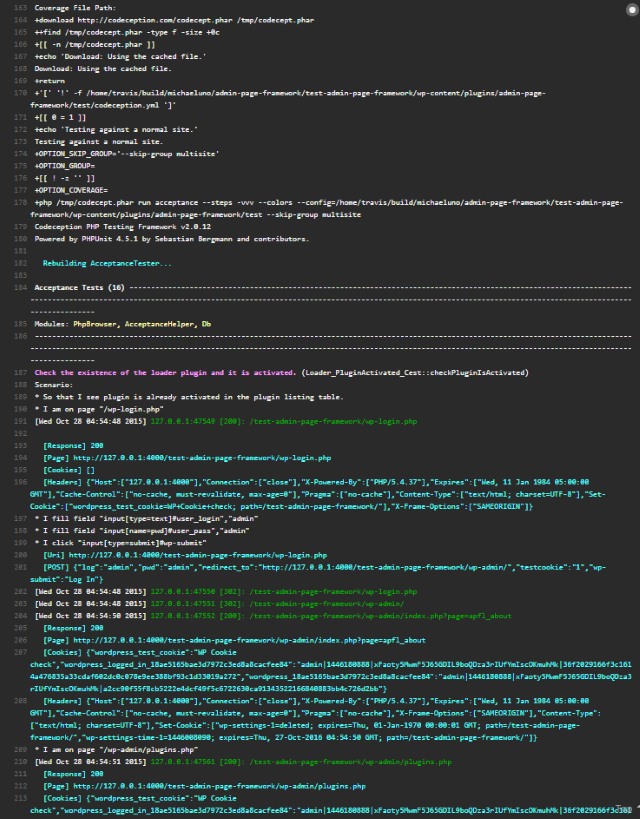 163 Coverage File Path:
164 +download http://codeception.com/codecept.phar /tmp/codecept.phar
165 ++find /tmp/codecept.phar -type f -size +0c
166 +[[ -n /tmp/codecept.phar ]]
167 +echo 'Download: Using the cached file.'
168 Download: Using the cached file.
169 +return
170 +'[' '!' -f /home/travis/build/michaeluno/admin-page-framework/test-admin-page-framework/wp-content/plugins/admin-page-
framework/test/codeception.yml ']'
171 +[[ 0 = 1 ]]
172 +echo 'Testing against a normal site.'
173 Testing against a normal site.
174 +OPTION_SKIP_GROUP='--skip-group multisite'
175 +OPTION_GROUP=
176 +[[ ! -z '' ]]
177 +OPTION_COVERAGE=
178 +php /tmp/codecept.phar run acceptance --steps -vvv --colors --config=/home/travis/build/michaeluno/admin-page-framework/test-admin-page-
framework/wp-content/plugins/admin-page-framework/test --skip-group multisite
179 Codeception PHP Testing Framework v2.0.12
180 Powered by PHPUnit 4.5.1 by Sebastian Bergmann and contributors.
181
182 Rebuilding AcceptanceTester...
183
184 Acceptance Tests (16) ----------
185 Modules: PhpBrowser, AcceptanceHelper, Db
186 ----------
187 Check the existence of the loader plugin and it is activated. (Loader_PluginActivated_Cest::checkPluginIsActivated)
188 Scenario:
189 * So that I see plugin is already activated in the plugin listing table.
190 * I am on page "/wp-login.php"
191 [Wed Oct 28 04:54:48 2015] 127.0.0.1:47549 [200]: /test-admin-page-framework/wp-login.php
192
193 [Response] 200
194 [Page] http://127.0.0.1:4000/test-admin-page-framework/wp-login.php
195 [Cookies] []
196 [Headers] {"Host":["127.0.0.1:4000"],"Connection":["close"],"X-Powered-By":["PHP/5.4.37"],"Expires":["Wed, 11 Jan 1984 05:00:00
GMT"],"Cache-Control":["no-cache, must-revalidate, max-age=0"],"Pragma":["no-cache"],"Content-Type":["text/html; charset=UTF-8"],"Set-
Cookie":["wordpress_test_cookie=WP+Cookie+check; path=/test-admin-page-framework/"],"X-Frame-Options":["SAMEORIGIN"]}
197 * I fill field "input[type=text]#user_login","admin"
198 * I fill field "input[name=pwd]#user_pass","admin"
199 * I click "input[type=submit]#wp-submit"
200 [Uri] http://127.0.0.1:4000/test-admin-page-framework/wp-login.php
201 [POST] {"log":"admin","pwd":"admin","redirect_to":"http://127.0.0.1:4000/test-admin-page-framework/wp-admin/","testcookie":"1","wp-
submit":"Log In"}
202 [Wed Oct 28 04:54:48 2015] 127.0.0.1:47550 [302]: /test-admin-page-framework/wp-login.php
203 [Wed Oct 28 04:54:48 2015] 127.0.0.1:47551 [302]: /test-admin-page-framework/wp-admin/
204 [Wed Oct 28 04:54:50 2015] 127.0.0.1:47552 [200]: /test-admin-page-framework/wp-admin/index.php?page=apfl_about
205 [Response] 200
206 [Page] http://127.0.0.1:4000/test-admin-page-framework/wp-admin/index.php?page=apfl_about
207 [Cookies] {"wordpress_test_cookie":"WP Cookie
208 [Headers] {"Host":["127.0.0.1:4000"],"Connection":["close"],"X-Powered-By":["PHP/5.4.37"],"Expires":["Wed, 11 Jan 1984 05:00:00
GMT"],"Cache-Control":["no-cache, must-revalidate, max-age=0"],"Pragma":["no-cache"],"X-Frame-Options":["SAMEORIGIN"],"Content-Type":
["text/html; charset=UTF-8"],"Set-Cookie":["wp-settings-1=deleted; expires=Thu, 01-Jan-1970 00:00:01 GMT; path=/test-admin-page-
framework/","wp-settings-time-1=1446008090; expires=Thu, 27-Oct-2016 04:54:50 GMT; path=/test-admin-page-framework/"]}
209 * I am on page "/wp-admin/plugins.php"
210 [Wed Oct 28 04:54:51 2015] 127.0.0.1:47561 [200]: /test-admin-page-framework/wp-admin/plugins.php
211 [Response] 200
212 [Page] http://127.0.0.1:4000/test-admin-page-framework/wp-admin/plugins.php
213 [Cookies] {"wordpress_test_cookie":"WP Cookie